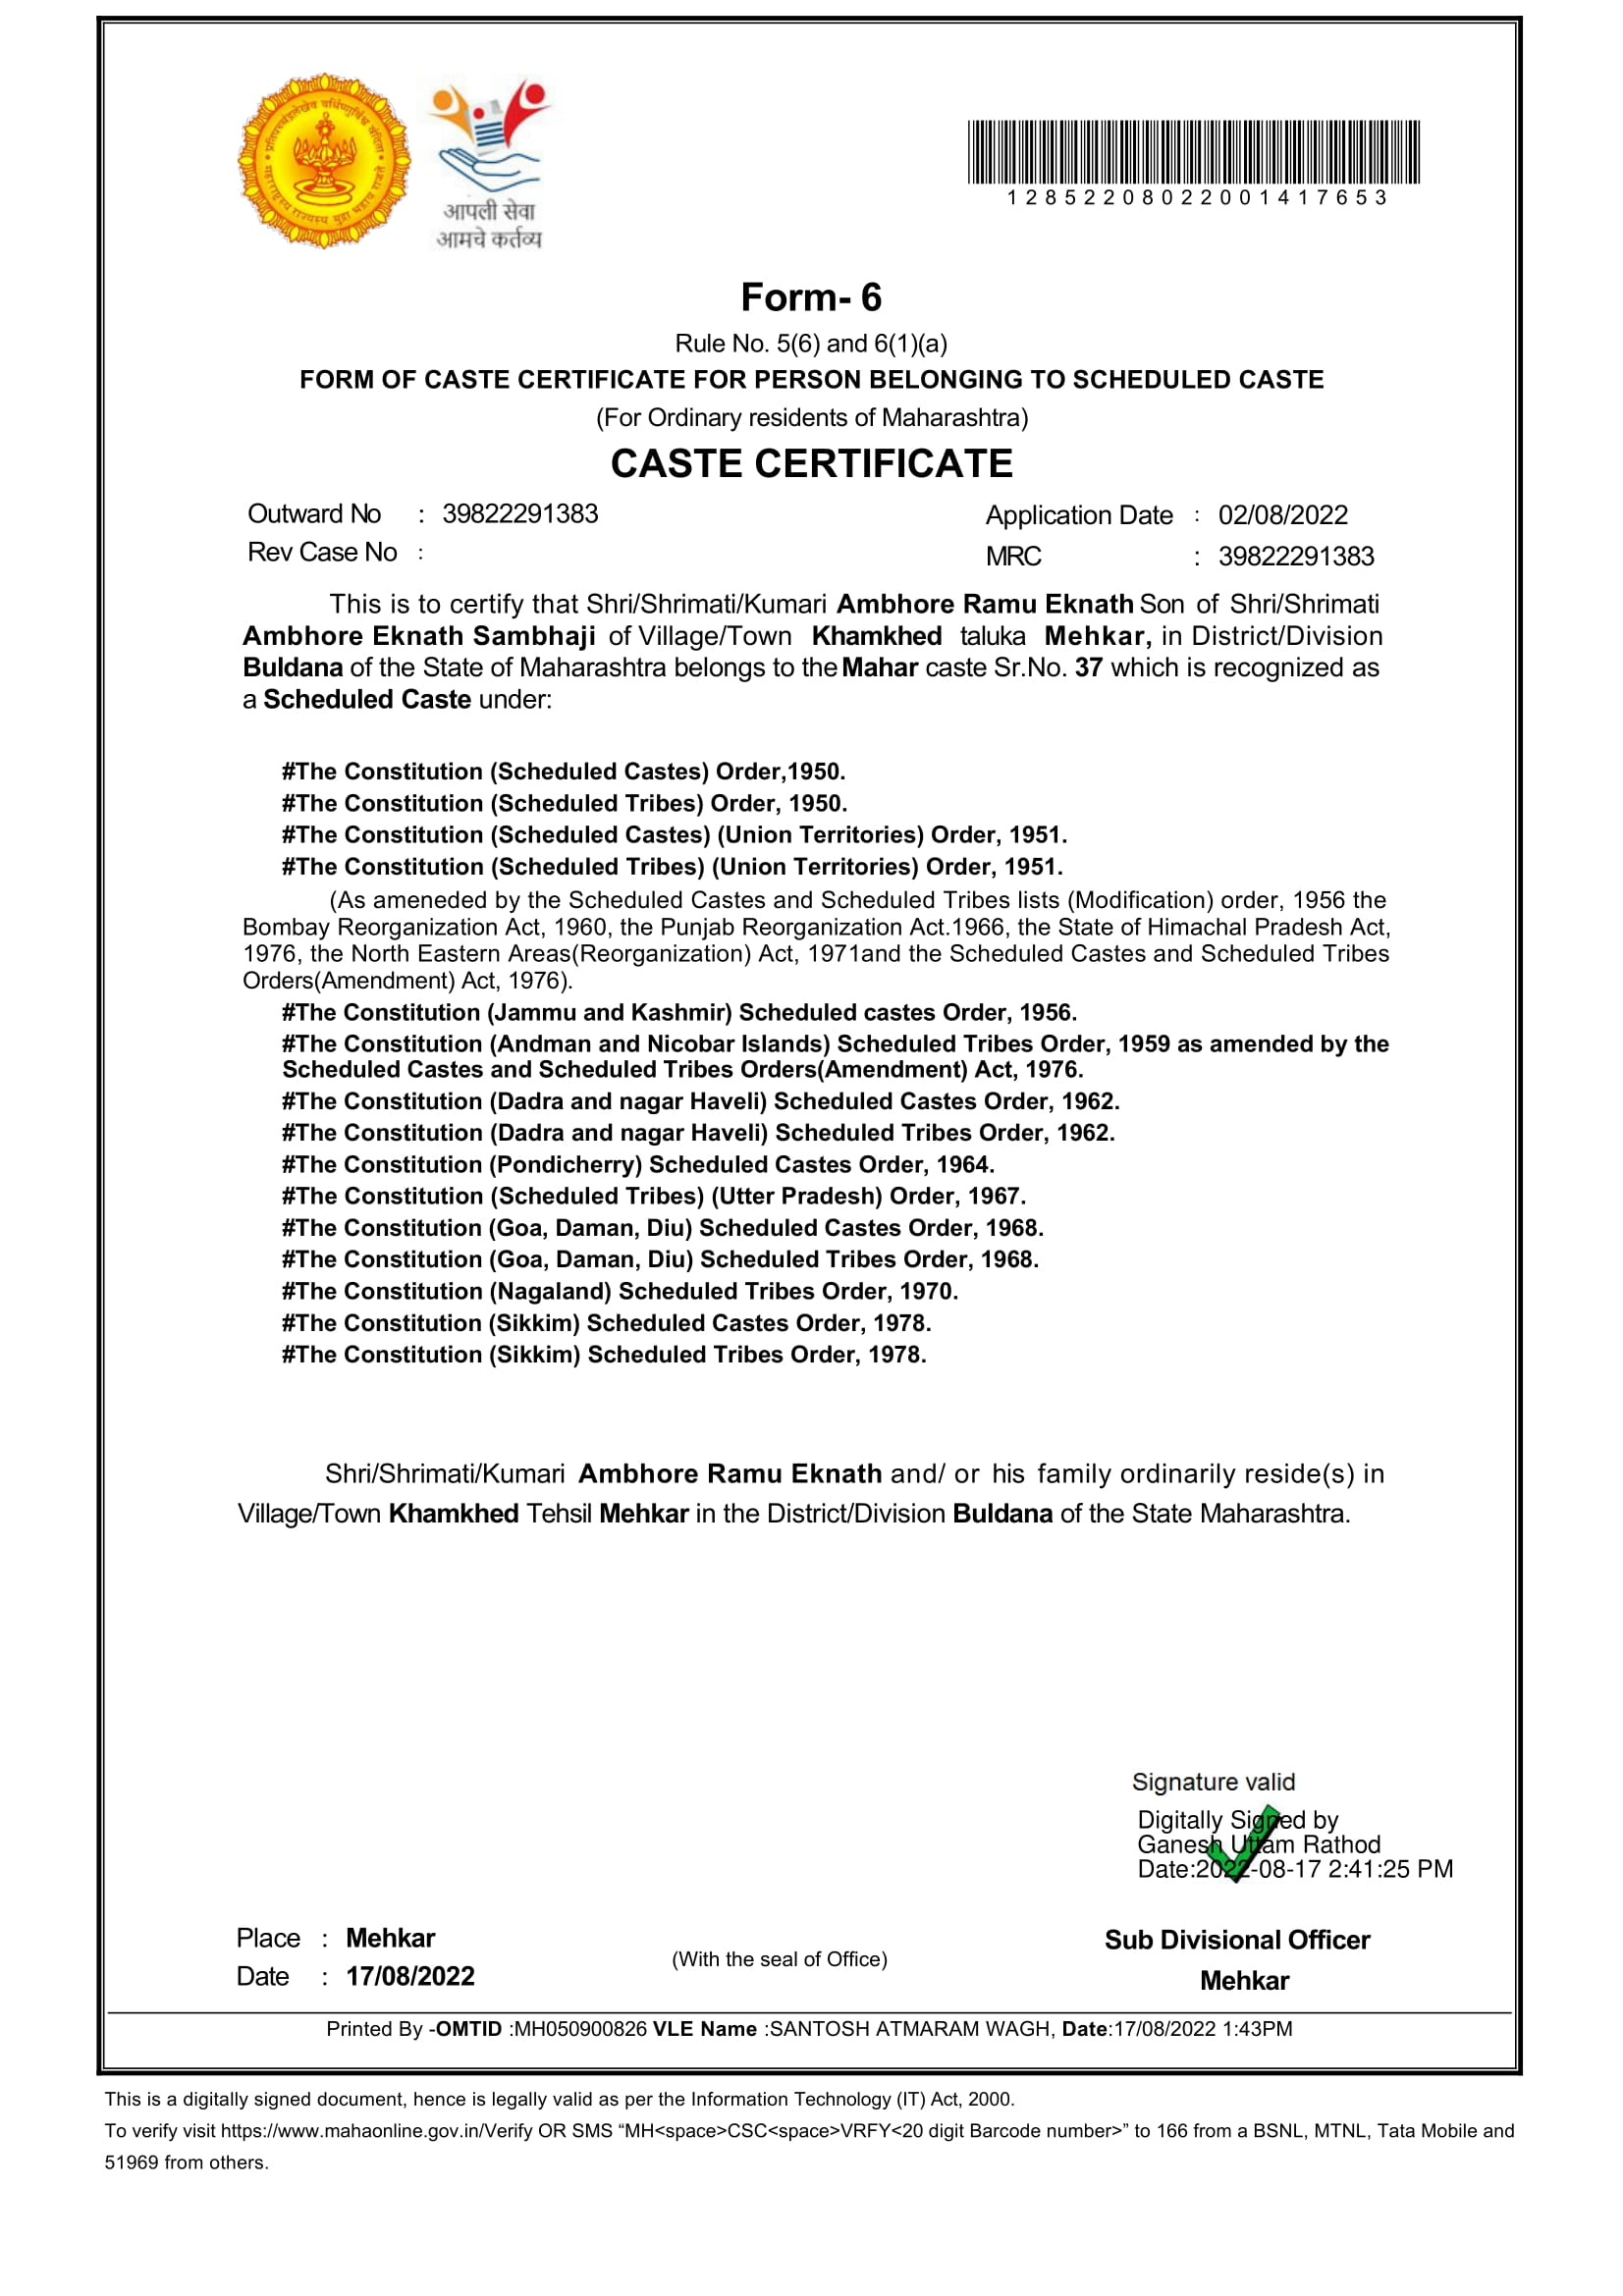 प्रतिपच्चंद्रलेखेव वर्धिष्णुर्विश्व वंदिता
महाराष्ट्रस्य राज्यस्य मुद्रा भद्राय राजते
आपली सेवा
आमचे कर्तव्य
12852208022001417653
Form- 6
Rule No. 5(6) and 6(1)(a)
FORM OF CASTE CERTIFICATE FOR PERSON BELONGING TO SCHEDULED CASTE
(For Ordinary residents of Maharashtra)
CASTE CERTIFICATE
Outward No : 39822291383 Application Date : 02/08/2022
Rev Case No : MRC : 39822291383
This is to certify that Shri/Shrimati/Kumari Ambhore Ramu Eknath Son of Shri/Shrimati
Ambhore Eknath Sambhaji of Village/Town Khamkhed taluka Mehkar, in District/Division
Buldana of the State of Maharashtra belongs to the Mahar caste Sr.No. 37 which is recognized as
a Scheduled Caste under:
#The Constitution (Scheduled Castes) Order,1950.
#The Constitution (Scheduled Tribes) Order, 1950.
#The Constitution (Scheduled Castes) (Union Territories) Order, 1951.
#The Constitution (Scheduled Tribes) (Union Territories) Order, 1951.
(As ameneded by the Scheduled Castes and Scheduled Tribes lists (Modification) order, 1956 the
Bombay Reorganization Act, 1960, the Punjab Reorganization Act.1966, the State of Himachal Pradesh Act,
1976, the North Eastern Areas(Reorganization) Act, 1971and the Scheduled Castes and Scheduled Tribes
Orders(Amendment) Act, 1976).
#The Constitution (Jammu and Kashmir) Scheduled castes Order, 1956.
#The Constitution (Andman and Nicobar Islands) Scheduled Tribes Order, 1959 as amended by the
Scheduled Castes and Scheduled Tribes Orders(Amendment) Act, 1976.
#The Constitution (Dadra and nagar Haveli) Scheduled Castes Order, 1962.
#The Constitution (Dadra and nagar Haveli) Scheduled Tribes Order, 1962.
#The Constitution (Pondicherry) Scheduled Castes Order, 1964.
#The Constitution (Scheduled Tribes) (Utter Pradesh) Order, 1967.
#The Constitution (Goa, Daman, Diu) Scheduled Castes Order, 1968.
#The Constitution (Goa, Daman, Diu) Scheduled Tribes Order, 1968.
#The Constitution (Nagaland) Scheduled Tribes Order, 1970.
#The Constitution (Sikkim) Scheduled Castes Order, 1978.
#The Constitution (Sikkim) Scheduled Tribes Order, 1978.
Shri/Shrimati/Kumari Ambhore Ramu Eknath and/ or his family ordinarily reside(s) in
Village/Town Khamkhed Tehsil Mehkar in the District/Division Buldana of the State Maharashtra.
Signature valid
Digitally Signed by
Ganesh Uttam Rathod
Date:2022-08-17 2:41:25 PM
Place : Mehkar
Date : 17/08/2022
(With the seal of Office)
Sub Divisional Officer
Mehkar
Printed By -OMTID :MH050900826 VLE Name :SANTOSH ATMARAM WAGH, Date:17/08/2022 1:43PM
This is a digitally signed document, hence is legally valid as per the Information Technology (IT) Act, 2000.
To verify visit https://www.mahaonline.gov.in/Verify OR SMS “MH<space>CSC<space>VRFY<20 digit Barcode number>” to 166 from a BSNL, MTNL, Tata Mobile and
51969 from others.